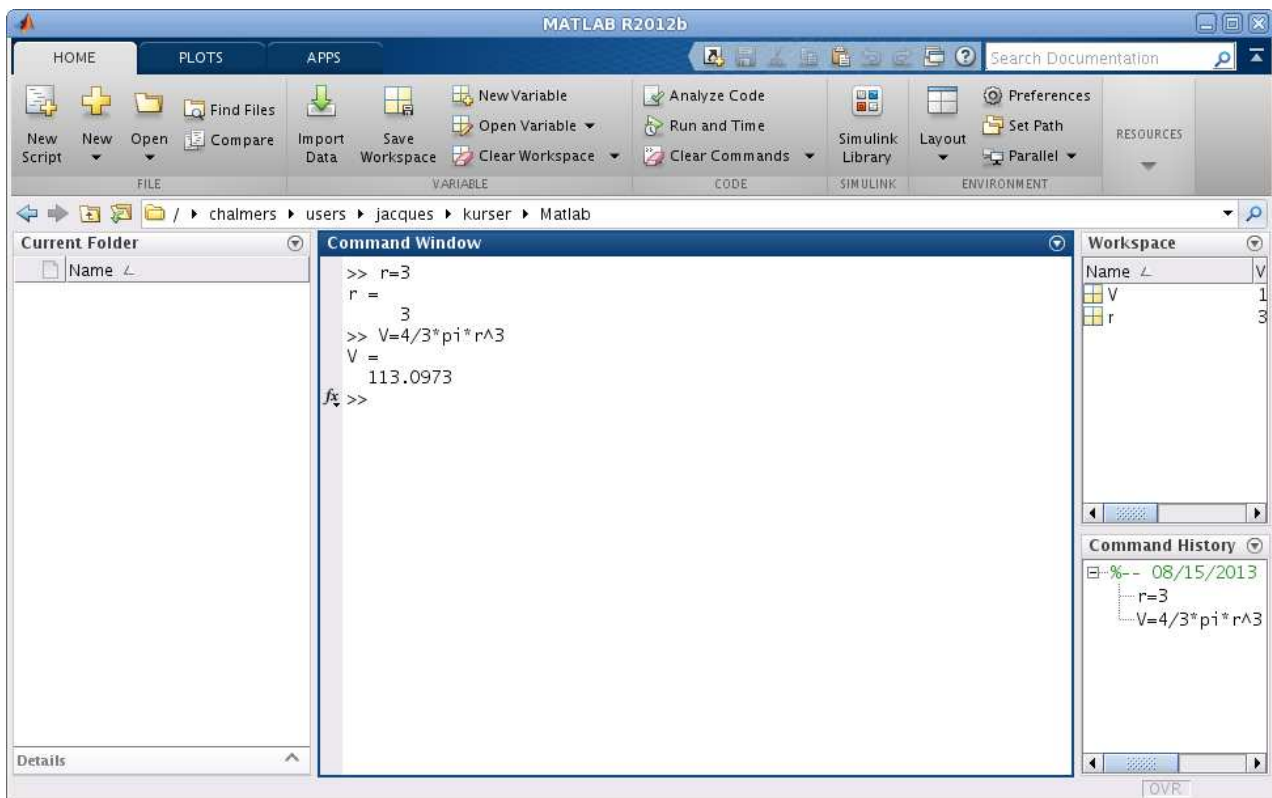 MATLAB R2012b
HOME PLOTS APPS Search Documentation
New Script New Open Find Files Compare
Import Data Save Workspace New Variable Open Variable Clear Workspace
Analyze Code Run and Time Clear Commands
Simulink Library Layout Preferences Set Path Parallel RESOURCES
FILE VARIABLE CODE SIMULINK ENVIRONMENT
/ chalmers users jacques kurser Matlab
Current Folder
Name
Details
Command Window
>> r=3
r =
3
>> V=4/3*pi*r^3
V =
113.0973
fx >>
Workspace
Name V
V 1
r 3
Command History
%-- 08/15/2013
r=3
V=4/3*pi*r^3
OVR